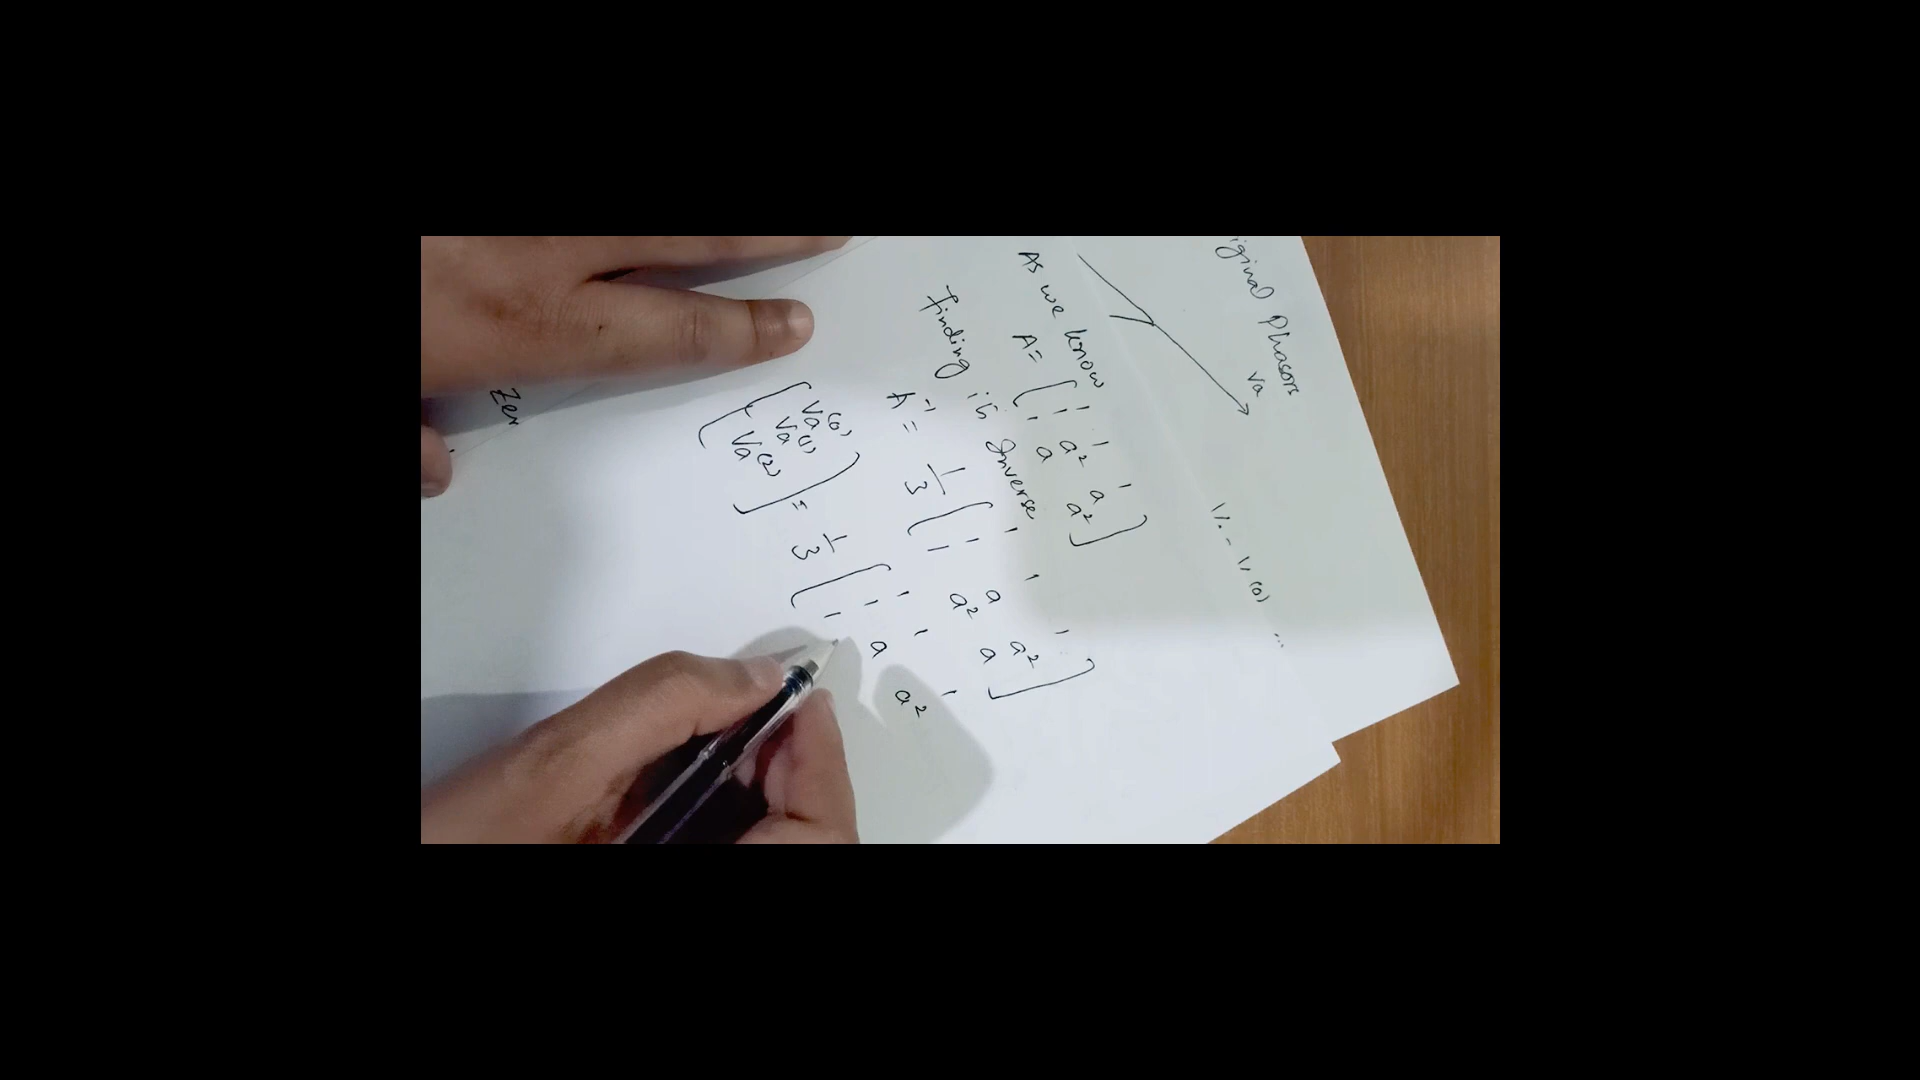 iginal Phasors
Va
As we know
A= [ 1 1 1
1 a² a
1 a a² ]
finding its Inverse
A⁻¹ = 1/3 [ 1 1 1
1 a a²
1 a² a ]
[ Va(0)
Va(1)
Va(2) ] = 1/3 [ 1 1 1
1 a a²
1
Zer